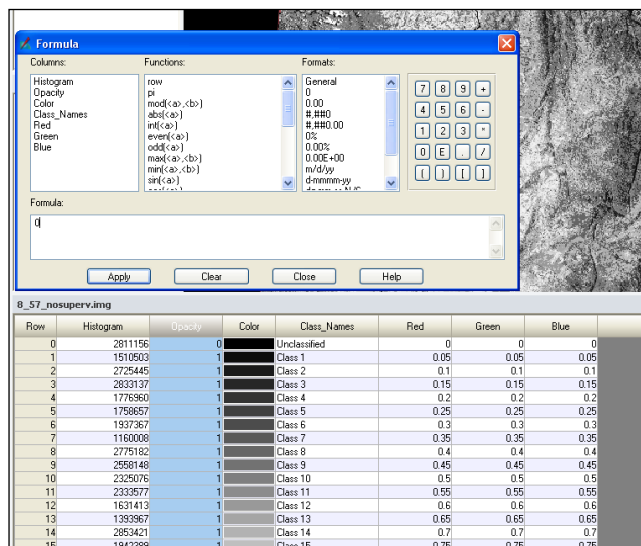 Formula
Columns: Functions: Formats:
Histogram
Opacity
Color
Class_Names
Red
Green
Blue
row
pi
mod(<a>,<b>)
abs(<a>)
int(<a>)
even(<a>)
odd(<a>)
max(<a>,<b>)
min(<a>,<b>)
sin(<a>)
General
0
0.00
#,##0
#,##0.00
0%
0.00%
0.00E+00
m/d/yy
d-mmmm-yy
7 8 9 +
4 5 6 -
1 2 3 *
0 E . /
( ) [ ]
Formula:
0
Apply Clear Close Help
8_57_nosuperv.img
Row Histogram Opacity Color Class_Names Red Green Blue
0 2811156 0 Unclassified 0 0 0
1 1510503 1 Class 1 0.05 0.05 0.05
2 2725445 1 Class 2 0.1 0.1 0.1
3 2833137 1 Class 3 0.15 0.15 0.15
4 1776960 1 Class 4 0.2 0.2 0.2
5 1758657 1 Class 5 0.25 0.25 0.25
6 1937367 1 Class 6 0.3 0.3 0.3
7 1160008 1 Class 7 0.35 0.35 0.35
8 2775182 1 Class 8 0.4 0.4 0.4
9 2558148 1 Class 9 0.45 0.45 0.45
10 2325076 1 Class 10 0.5 0.5 0.5
11 2333577 1 Class 11 0.55 0.55 0.55
12 1631413 1 Class 12 0.6 0.6 0.6
13 1393967 1 Class 13 0.65 0.65 0.65
14 2853421 1 Class 14 0.7 0.7 0.7
15 1 Class 15 0.75 0.75 0.75